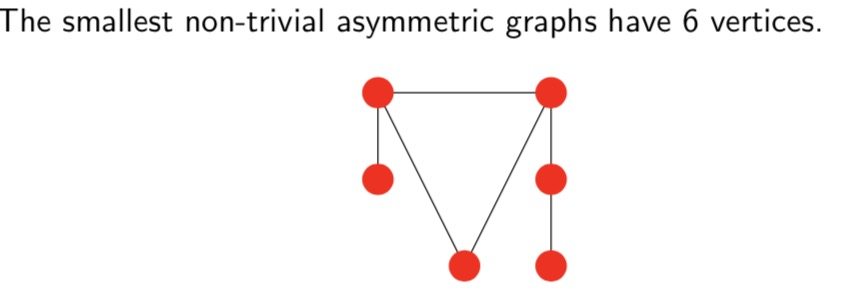 The smallest non-trivial asymmetric graphs have 6 vertices.